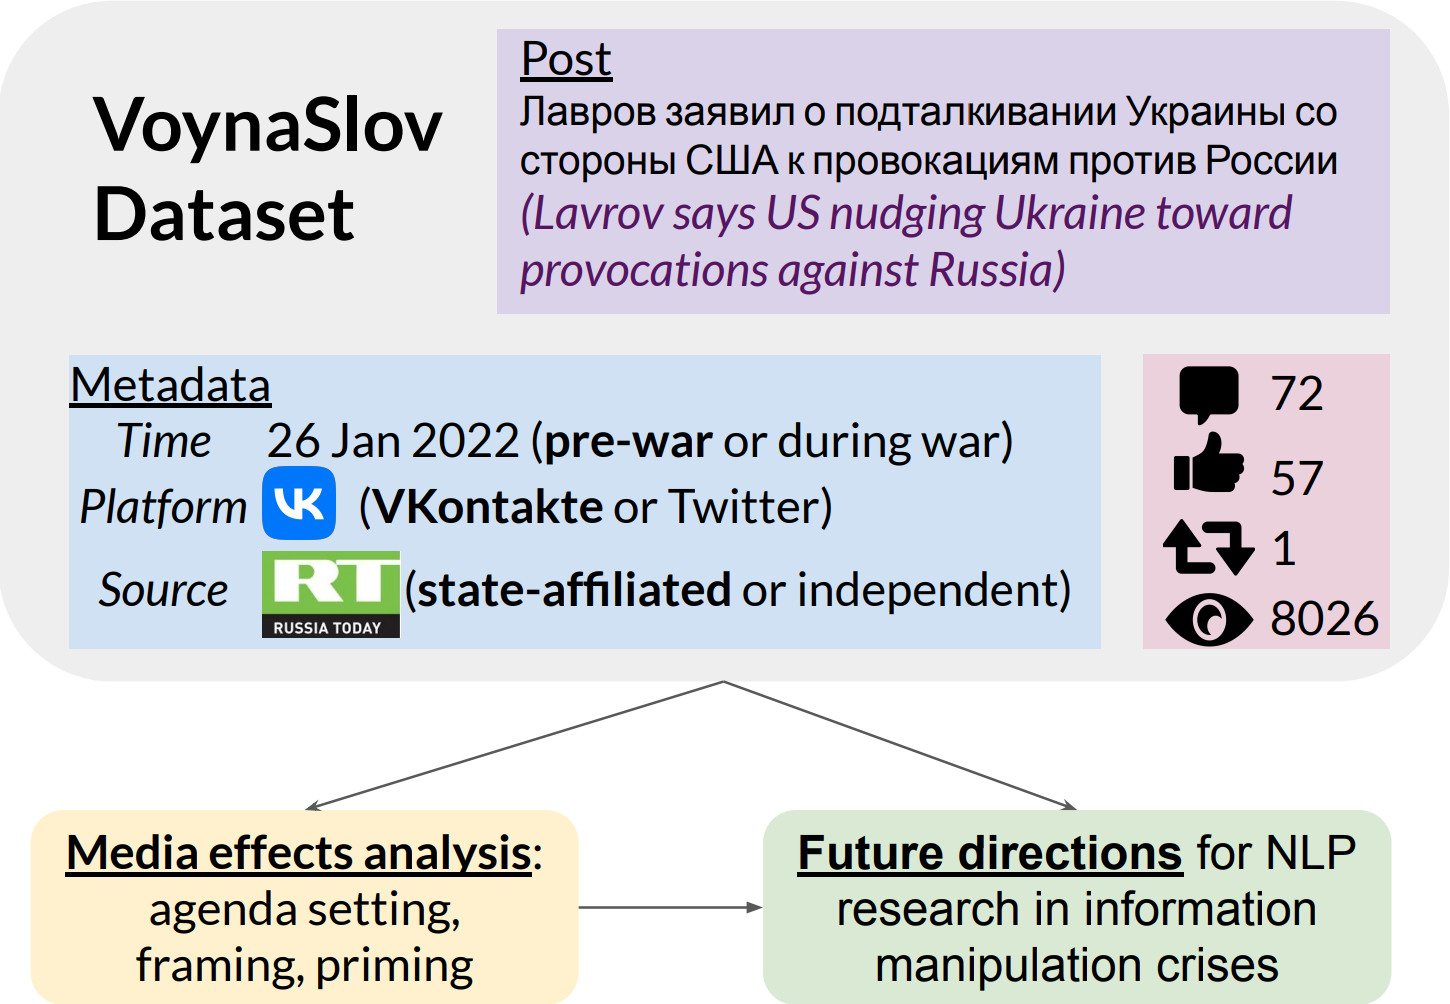 VoynaSlov
Dataset
Post
Лавров заявил о подталкивании Украины со
стороны США к провокациям против России
(Lavrov says US nudging Ukraine toward
provocations against Russia)
Metadata
Time 26 Jan 2022 (pre-war or during war)
Platform VK (VKontakte or Twitter)
Source RT (state-affiliated or independent)
RUSSIA TODAY
72
57
1
8026
Media effects analysis:
agenda setting,
framing, priming
Future directions for NLP
research in information
manipulation crises